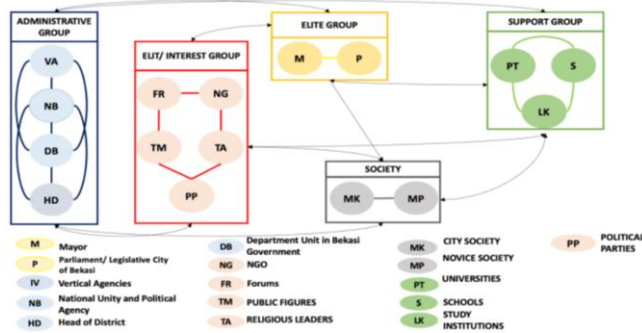 ADMINISTRATIVE
GROUP
VA
NB
DB
HD
ELIT/ INTEREST GROUP
FR
NG
TM
TA
PP
ELITE GROUP
M
P
SUPPORT GROUP
PT
S
LK
SOCIETY
MK
MP
M
Mayor
P
Parliament/ Legislative City
of Bekasi
IV
Vertical Agencies
NB
National Unity and Political
Agency
HD
Head of District
DB
Department Unit in Bekasi
Government
NG
NGO
FR
Forums
TM
PUBLIC FIGURES
TA
RELIGIOUS LEADERS
MK
CITY SOCIETY
MP
NOVICE SOCIETY
PT
UNIVERSITIES
S
SCHOOLS
LK
STUDY
INSTITUTIONS
PP
POLITICAL
PARTIES